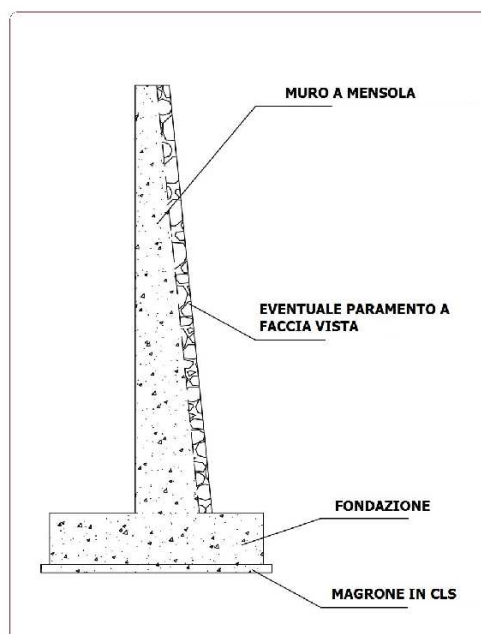 MURO A MENSOLA
EVENTUALE PARAMENTO A
FACCIA VISTA
FONDAZIONE
MAGRONE IN CLS